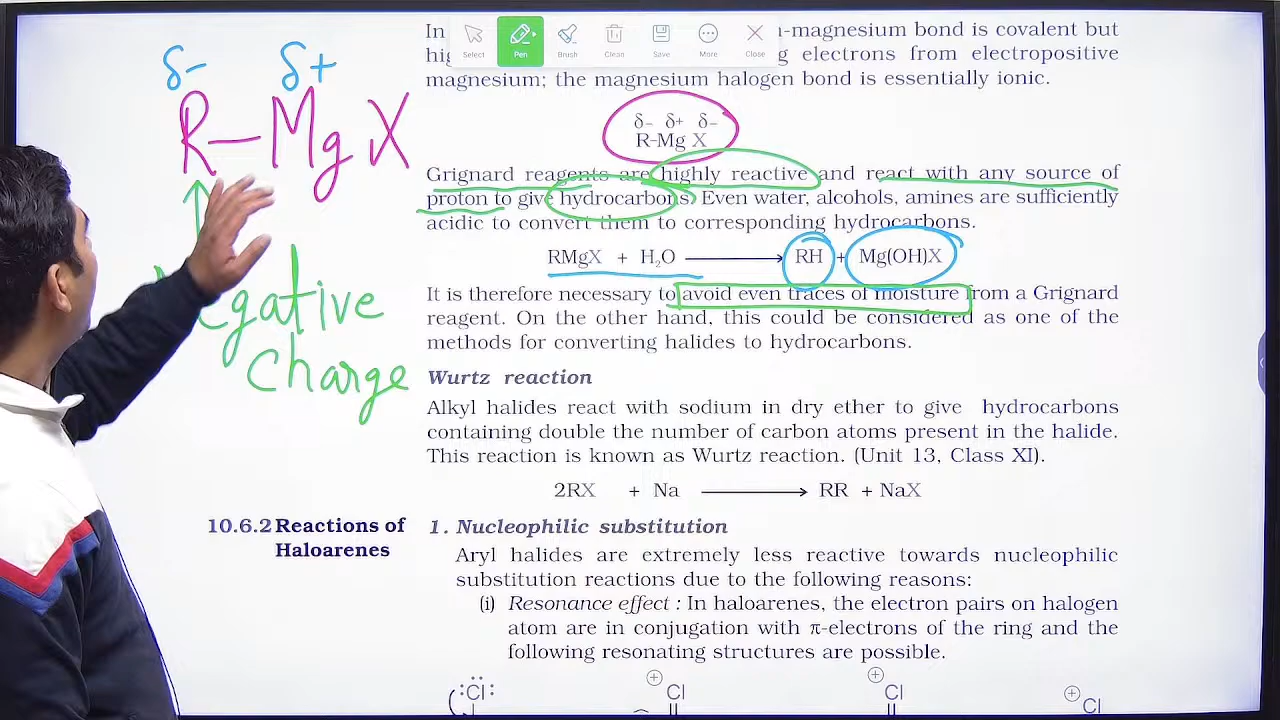 Select Pen Brush Clean Save More Close
In
n-magnesium bond is covalent but
hig
g electrons from electropositive
magnesium; the magnesium halogen bond is essentially ionic.
δ- δ+
R-MgX
δ- δ+ δ-
R-Mg X
Grignard reagents are highly reactive and react with any source of
proton to give hydrocarbons. Even water, alcohols, amines are sufficiently
acidic to convert them to corresponding hydrocarbons.
RMgX + H₂O ⟶ RH + Mg(OH)X
gative
charge
It is therefore necessary to avoid even traces of moisture from a Grignard
reagent. On the other hand, this could be considered as one of the
methods for converting halides to hydrocarbons.
Wurtz reaction
Alkyl halides react with sodium in dry ether to give hydrocarbons
containing double the number of carbon atoms present in the halide.
This reaction is known as Wurtz reaction. (Unit 13, Class XI).
2RX + Na ⟶ RR + NaX
10.6.2 Reactions of
Haloarenes
1. Nucleophilic substitution
Aryl halides are extremely less reactive towards nucleophilic
substitution reactions due to the following reasons:
(i) Resonance effect : In haloarenes, the electron pairs on halogen
atom are in conjugation with π-electrons of the ring and the
following resonating structures are possible.
:Cl: ⊕ Cl ⊕ Cl ⊕ Cl